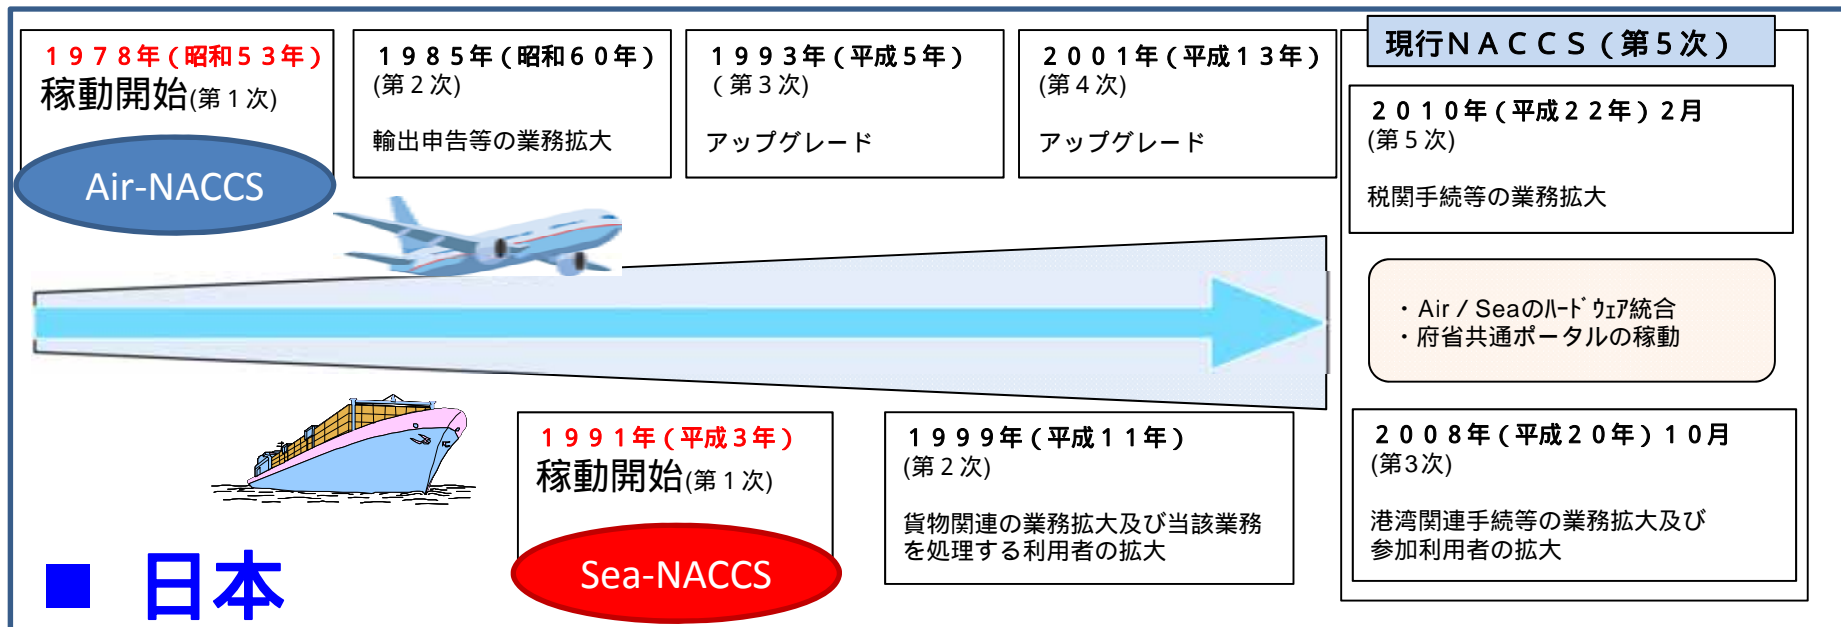 1978年(昭和53年)
稼動開始(第1次)
Air-NACCS
1985年(昭和60年)
(第2次)
輸出申告等の業務拡大
1993年(平成5年)
(第3次)
アップグレード
2001年(平成13年)
(第4次)
アップグレード
現行NACCS(第5次)
2010年(平成22年)2月
(第5次)
税関手続等の業務拡大
・Air/Seaのハードウェア統合
・府省共通ポータルの稼動
1991年(平成3年)
稼動開始(第1次)
Sea-NACCS
1999年(平成11年)
(第2次)
貨物関連の業務拡大及び当該業務
を処理する利用者の拡大
2008年(平成20年)10月
(第3次)
港湾関連手続等の業務拡大及び
参加利用者の拡大
■ 日本